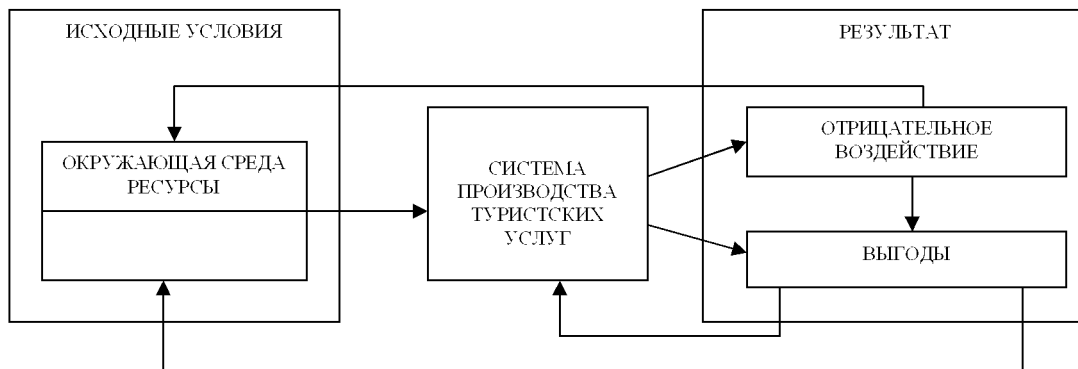 ИСХОДНЫЕ УСЛОВИЯ
ОКРУЖАЮЩАЯ СРЕДА
РЕСУРСЫ
СИСТЕМА
ПРОИЗВОДСТВА
ТУРИСТСКИХ
УСЛУГ
РЕЗУЛЬТАТ
ОТРИЦАТЕЛЬНОЕ
ВОЗДЕЙСТВИЕ
ВЫГОДЫ